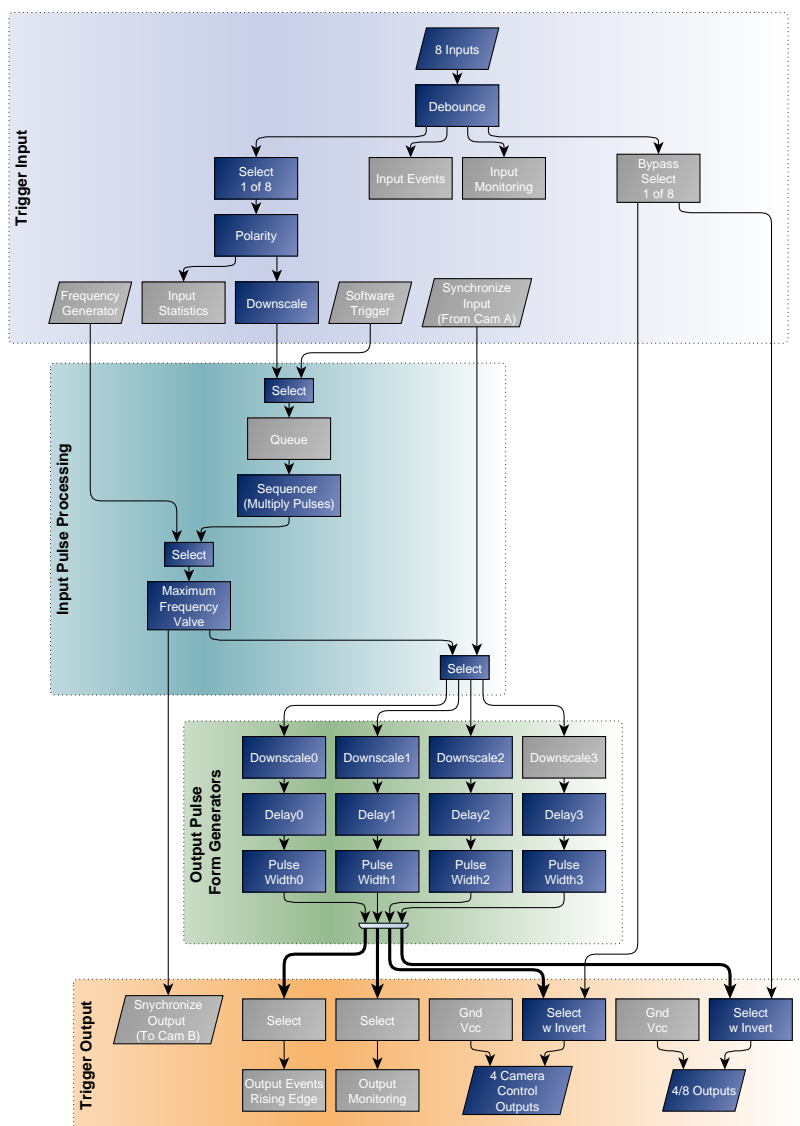 8 Inputs
Debounce
Trigger Input
Select
1 of 8
Input Events
Input
Monitoring
Bypass
Select
1 of 8
Polarity
Frequency
Generator
Input
Statistics
Downscale
Software
Trigger
Synchronize
Input
(From Cam A)
Input Pulse Processing
Select
Queue
Sequencer
(Multiply Pulses)
Select
Maximum
Frequency
Valve
Select
Output Pulse
Form Generators
Downscale0
Downscale1
Downscale2
Downscale3
Delay0
Delay1
Delay2
Delay3
Pulse
Width0
Pulse
Width1
Pulse
Width2
Pulse
Width3
Trigger Output
Snychronize
Output
(To Cam B)
Select
Select
Gnd
Vcc
Select
w Invert
Gnd
Vcc
Select
w Invert
Output Events
Rising Edge
Output
Monitoring
4 Camera
Control
Outputs
4/8 Outputs